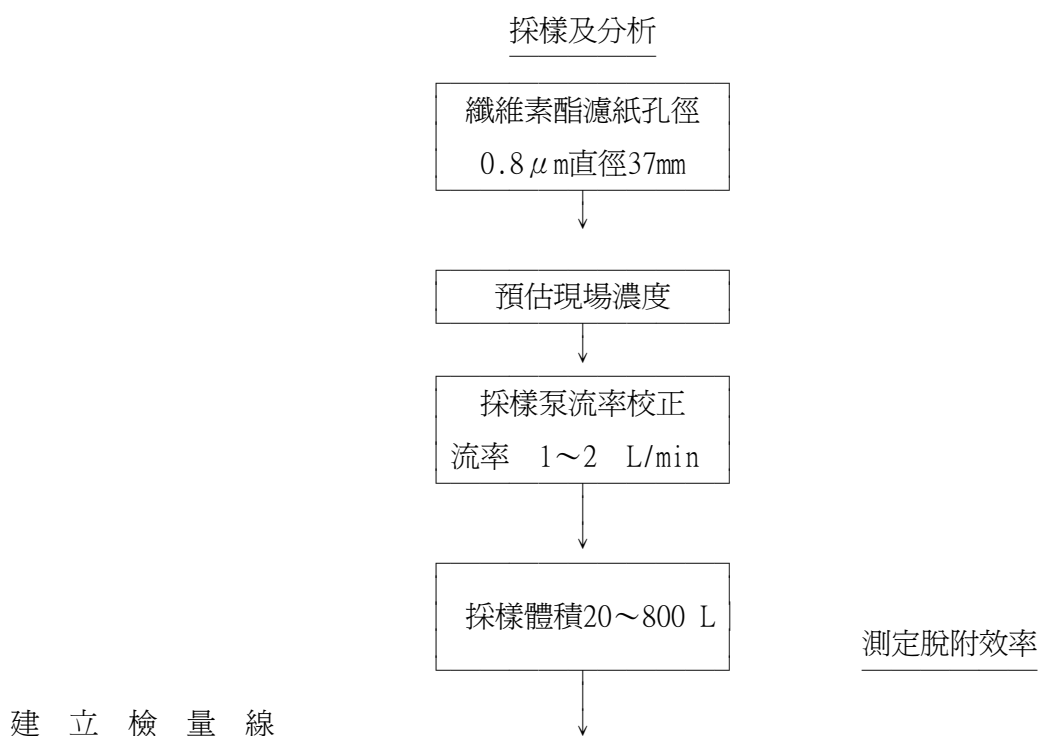 採樣及分析
纖維素酯濾紙孔徑
0.8μm直徑37mm
預估現場濃度
採樣泵流率校正
流率 1～2 L/min
採樣體積20～800 L
測定脫附效率
建立檢量線